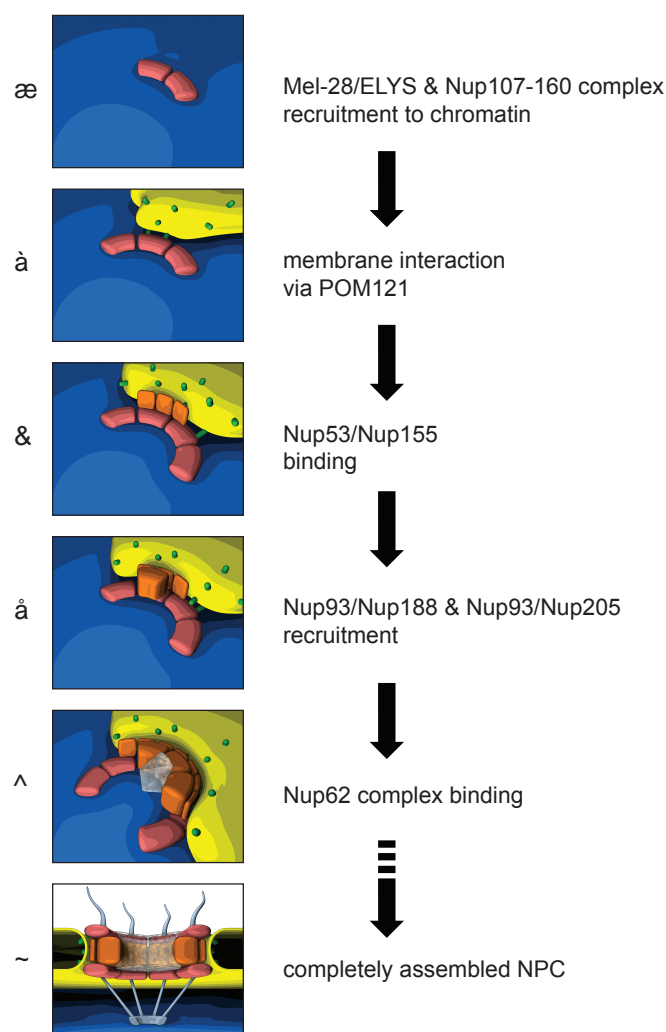 æ
Mel-28/ELYS & Nup107-160 complex
recruitment to chromatin
à
membrane interaction
via POM121
&
Nup53/Nup155
binding
å
Nup93/Nup188 & Nup93/Nup205
recruitment
^
Nup62 complex binding
~
completely assembled NPC